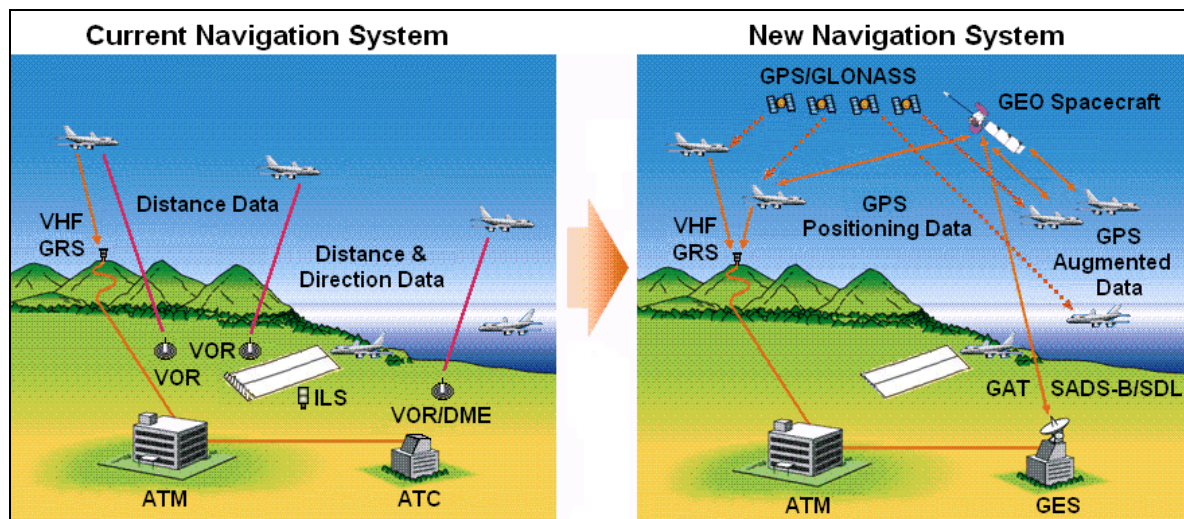 Current Navigation System
VHF
GRS
Distance Data
Distance &
Direction Data
VOR
VOR
ILS
VOR/DME
ATM
ATC
New Navigation System
GPS/GLONASS
GEO Spacecraft
VHF
GRS
GPS
Positioning Data
GPS
Augmented
Data
GAT
SADS-B/SDL
ATM
GES